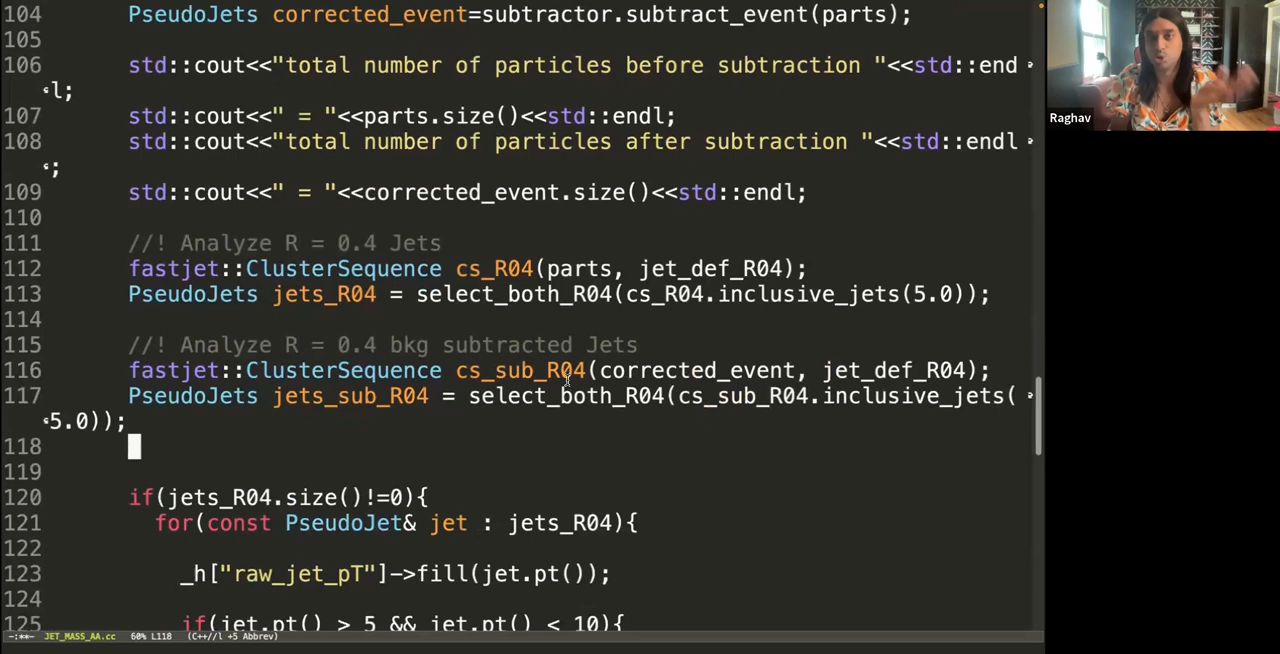 104 PseudoJets corrected_event=subtractor.subtract_event(parts);
105
106 std::cout<<"total number of particles before subtraction "<<std::end
l;
107 std::cout<<" = "<<parts.size()<<std::endl;
108 std::cout<<"total number of particles after subtraction "<<std::endl
;
109 std::cout<<" = "<<corrected_event.size()<<std::endl;
110
111 //! Analyze R = 0.4 Jets
112 fastjet::ClusterSequence cs_R04(parts, jet_def_R04);
113 PseudoJets jets_R04 = select_both_R04(cs_R04.inclusive_jets(5.0));
114
115 //! Analyze R = 0.4 bkg subtracted Jets
116 fastjet::ClusterSequence cs_sub_R04(corrected_event, jet_def_R04);
117 PseudoJets jets_sub_R04 = select_both_R04(cs_sub_R04.inclusive_jets(
5.0));
118
119
120 if(jets_R04.size()!=0){
121 for(const PseudoJet& jet : jets_R04){
122
123 _h["raw_jet_pT"]->fill(jet.pt());
124
125 if(jet.pt() > 5 && jet.pt() < 10){
-:**- JET_MASS_AA.cc 60% L118 (C++//l +5 Abbrev)
Raghav